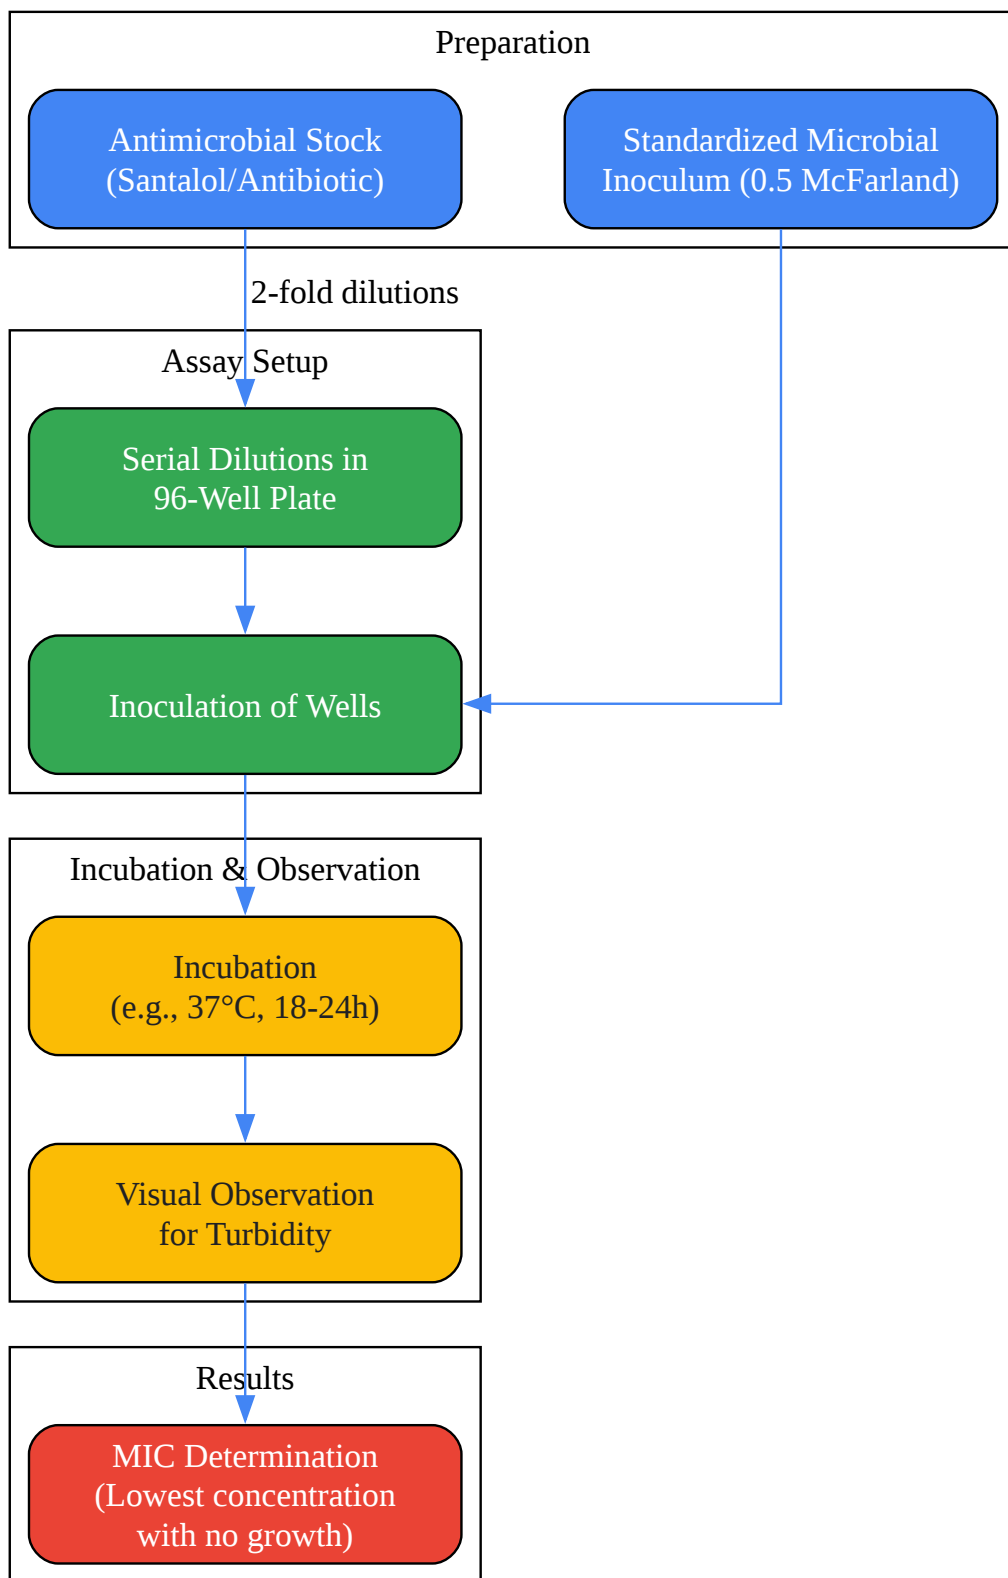 Preparation
Antimicrobial Stock
(Santalol/Antibiotic)
Standardized Microbial
Inoculum (0.5 McFarland)
2-fold dilutions
Assay Setup
Serial Dilutions in
96-Well Plate
Inoculation of Wells
Incubation & Observation
Incubation
(e.g., 37°C, 18-24h)
Visual Observation
for Turbidity
Results
MIC Determination
(Lowest concentration
with no growth)